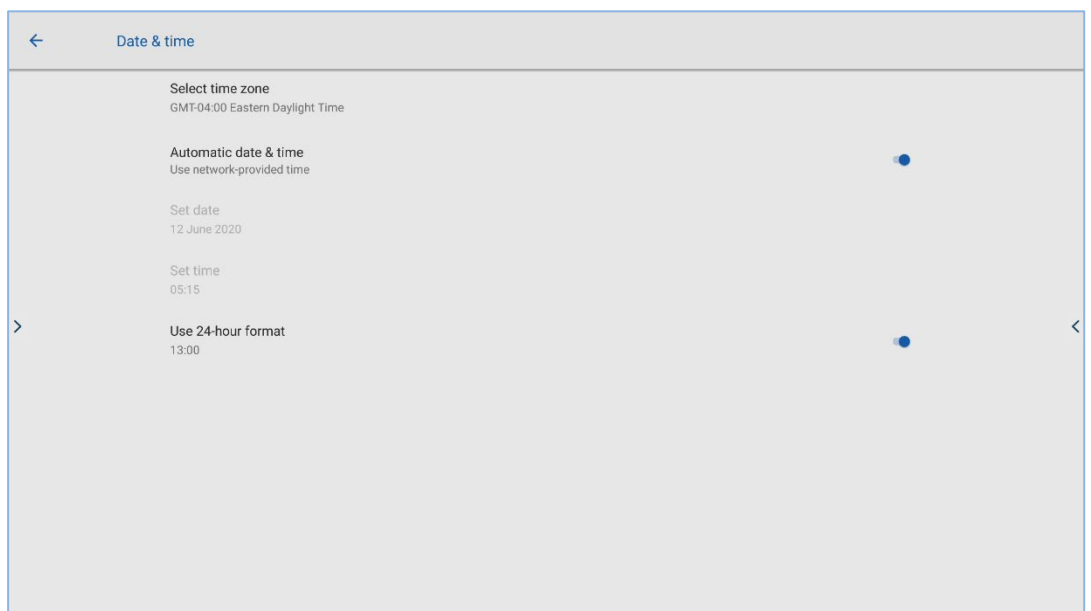 Date & time
Select time zone
GMT-04:00 Eastern Daylight Time
Automatic date & time
Use network-provided time
Set date
12 June 2020
Set time
05:15
Use 24-hour format
13:00